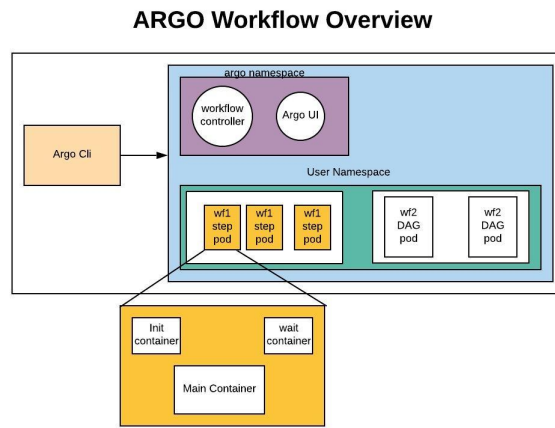 ARGO Workflow Overview
argo namespace
workflow
controller
Argo UI
Argo Cli
User Namespace
wf1
step
pod
wf1
step
pod
wf1
step
pod
wf2
DAG
pod
wf2
DAG
pod
Init
container
wait
container
Main Container